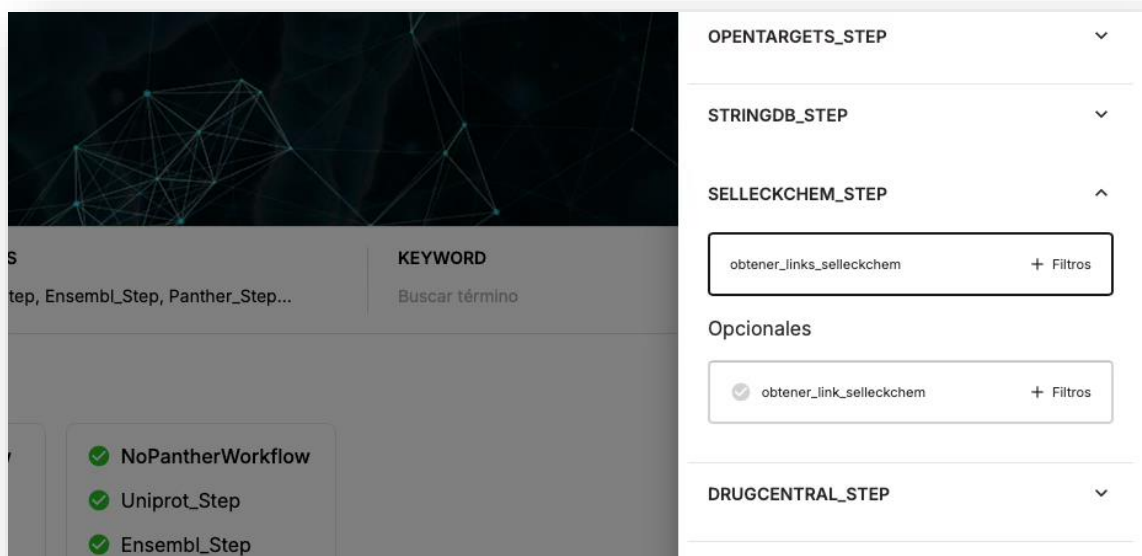 OPENTARGETS_STEP
STRINGDB_STEP
SELLECKCHEM_STEP
obtener_links_selleckchem
+ Filtros
Opcionales
obtener_link_selleckchem
+ Filtros
DRUGCENTRAL_STEP
S
KEYWORD
tep, Ensembl_Step, Panther_Step...
Buscar término
NoPantherWorkflow
Uniprot_Step
Ensembl_Step